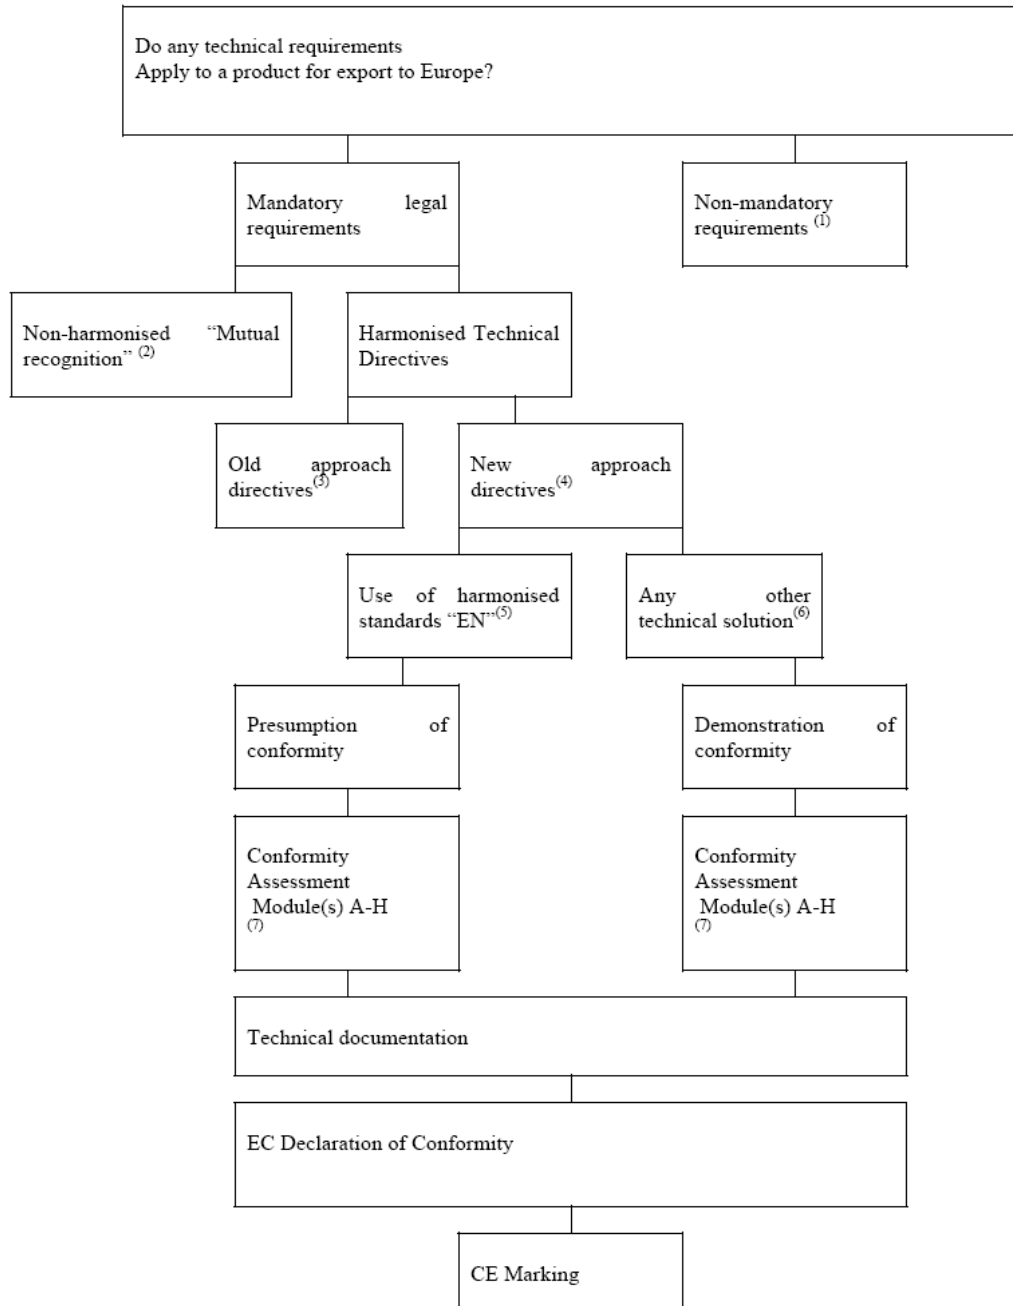 Do any technical requirements
Apply to a product for export to Europe?
Mandatory legal
requirements
Non-mandatory
requirements (1)
Non-harmonised “Mutual
recognition” (2)
Harmonised Technical
Directives
Old approach
directives(3)
New approach
directives(4)
Use of harmonised
standards “EN”(5)
Any other
technical solution(6)
Presumption of
conformity
Demonstration of
conformity
Conformity
Assessment
Module(s) A-H
(7)
Conformity
Assessment
Module(s) A-H
(7)
Technical documentation
EC Declaration of Conformity
CE Marking